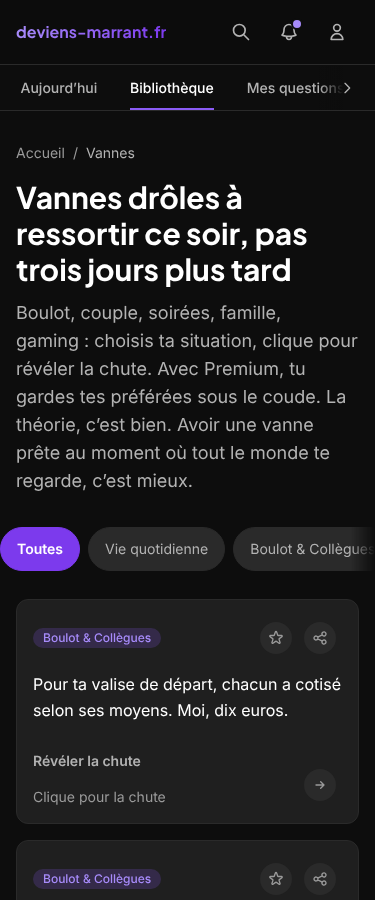 deviens-marrant.fr
Aujourd’hui
Bibliothèque
Mes questions
Accueil / Vannes
Vannes drôles à
ressortir ce soir, pas
trois jours plus tard
Boulot, couple, soirées, famille,
gaming : choisis ta situation, clique pour
révéler la chute. Avec Premium, tu
gardes tes préférées sous le coude. La
théorie, c’est bien. Avoir une vanne
prête au moment où tout le monde te
regarde, c’est mieux.
Toutes
Vie quotidienne
Boulot & Collègues
Boulot & Collègues
Pour ta valise de départ, chacun a cotisé
selon ses moyens. Moi, dix euros.
Révéler la chute
Clique pour la chute
Boulot & Collègues